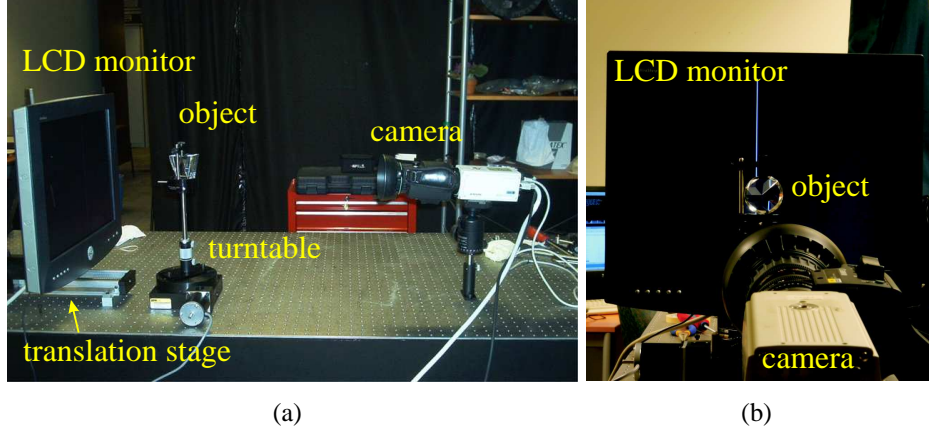 LCD monitor
object
camera
turntable
translation stage
(a)
LCD monitor
object
camera
(b)